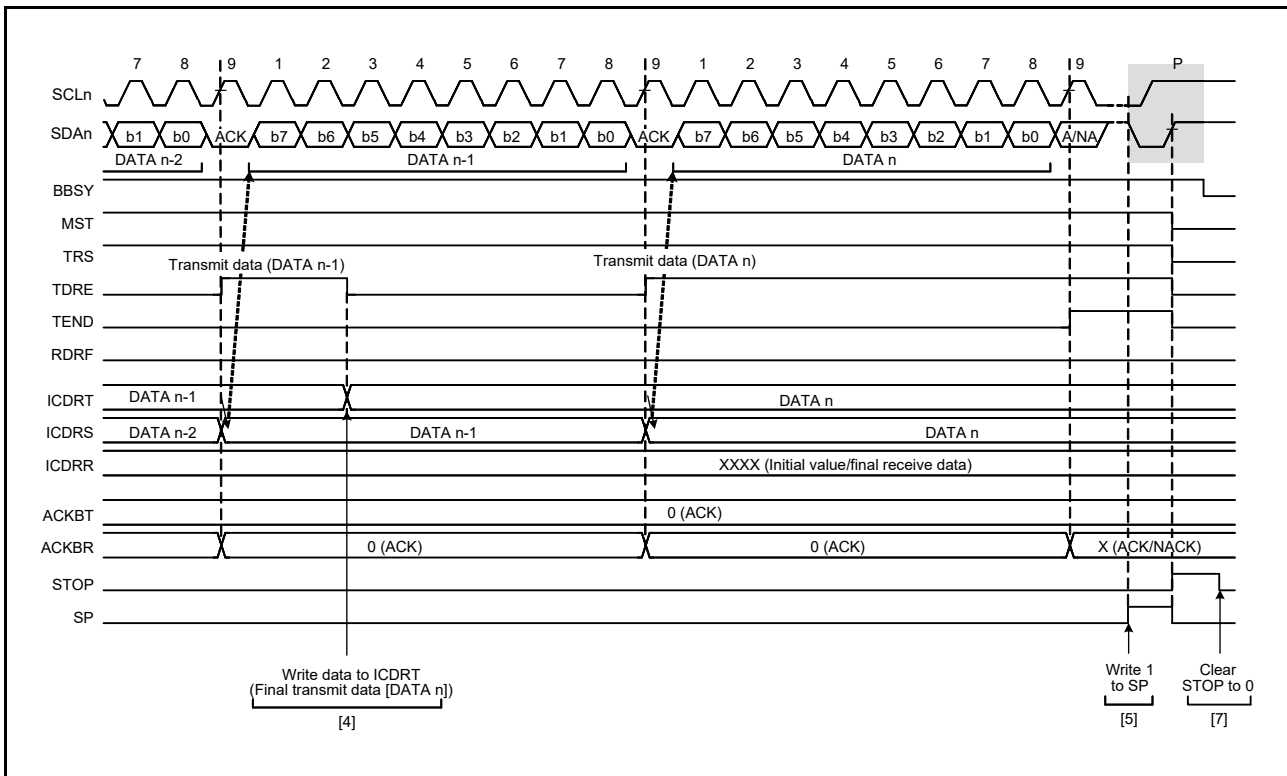 7 8 9 1 2 3 4 5 6 7 8 9 1 2 3 4 5 6 7 8 9 P
SCLn
SDAn b1 b0 ACK b7 b6 b5 b4 b3 b2 b1 b0 ACK b7 b6 b5 b4 b3 b2 b1 b0 A/NA
DATA n-2 DATA n-1 DATA n
BBSY
MST
TRS
Transmit data (DATA n-1) Transmit data (DATA n)
TDRE
TEND
RDRF
ICDRT DATA n-1 DATA n
ICDRS DATA n-2 DATA n-1 DATA n
ICDRR XXXX (Initial value/final receive data)
ACKBT 0 (ACK)
ACKBR 0 (ACK) 0 (ACK) X (ACK/NACK)
STOP
SP
Write data to ICDRT
(Final transmit data [DATA n])
[4]
Write 1
to SP
[5]
Clear
STOP to 0
[7]